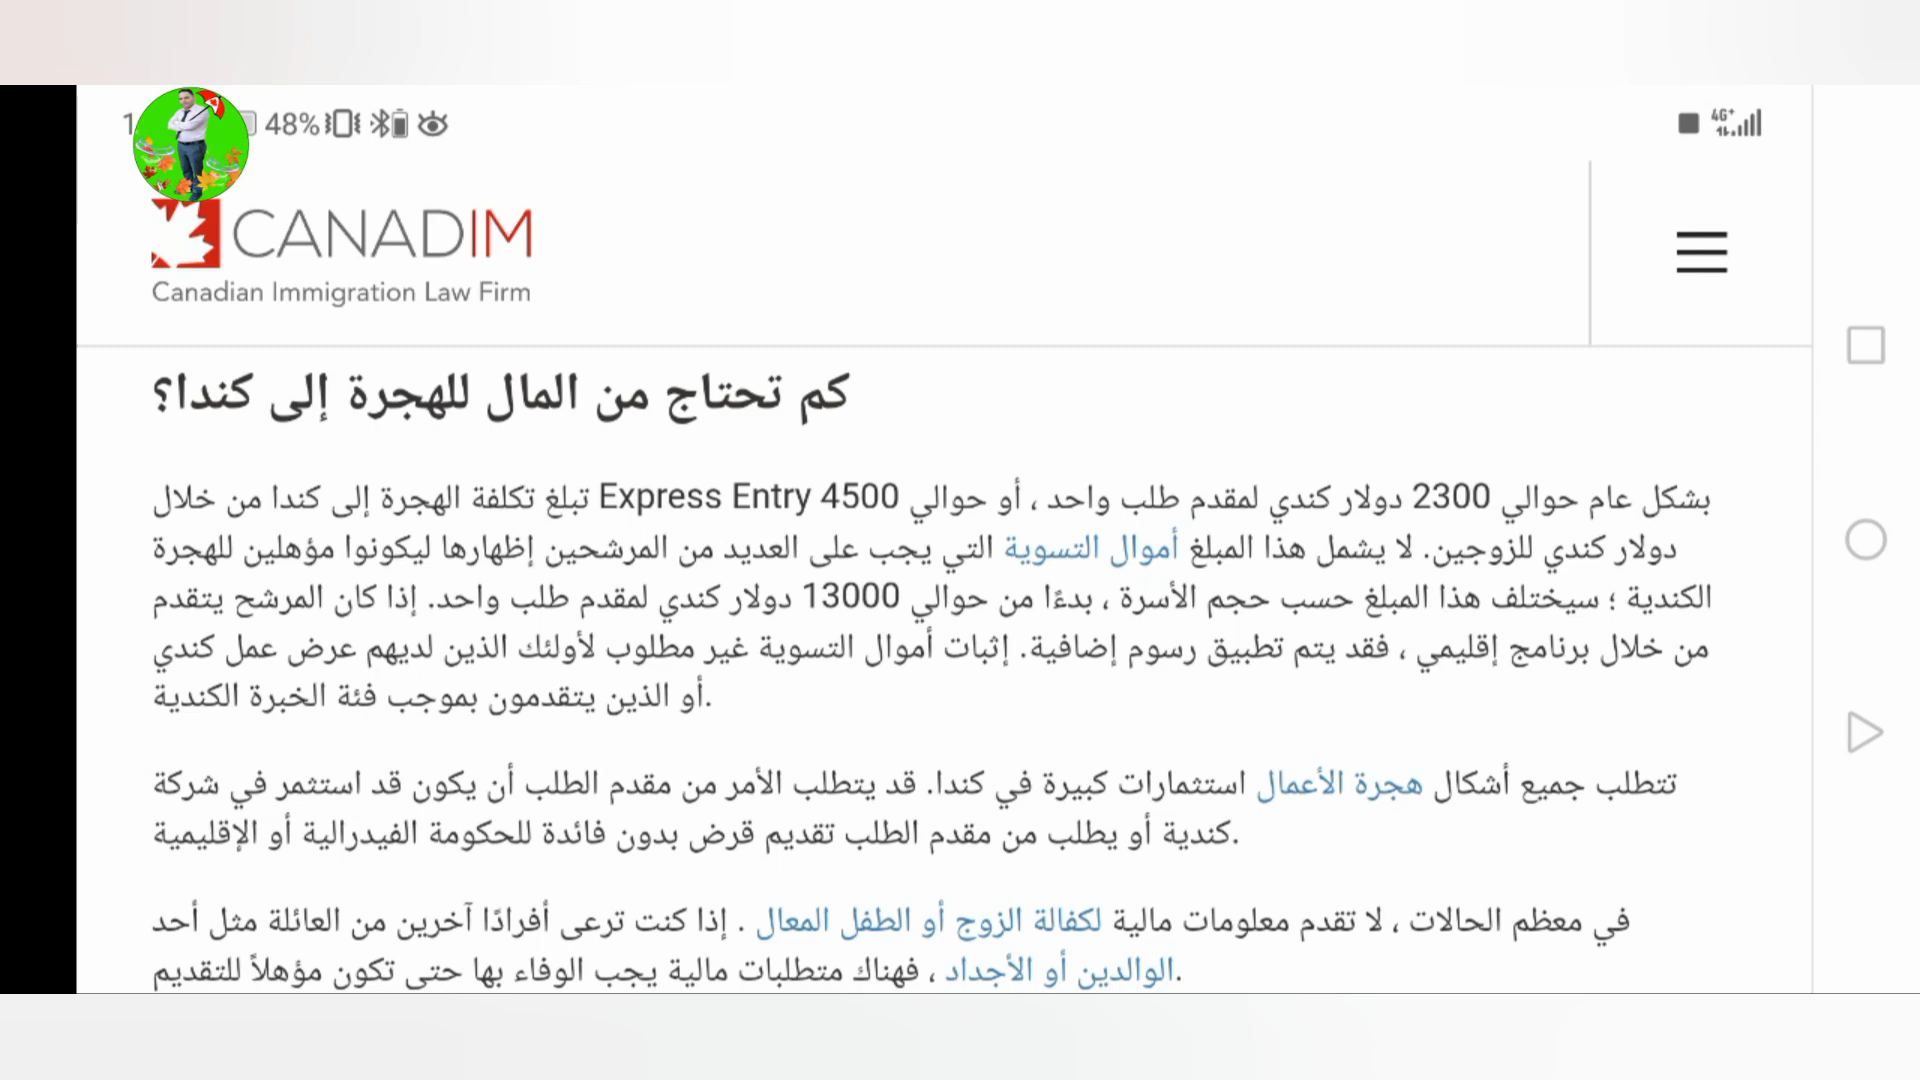 48%
4G+
CANADIM
Canadian Immigration Law Firm
كم تحتاج من المال للهجرة إلى كندا؟
تبلغ تكلفة الهجرة إلى كندا من خلال Express Entry بشكل عام حوالي 2300 دولار كندي لمقدم طلب واحد ، أو حوالي 4500
دولار كندي للزوجين. لا يشمل هذا المبلغ أموال التسوية التي يجب على العديد من المرشحين إظهارها ليكونوا مؤهلين للهجرة
الكندية ؛ سيختلف هذا المبلغ حسب حجم الأسرة ، بدءًا من حوالي 13000 دولار كندي لمقدم طلب واحد. إذا كان المرشح يتقدم
من خلال برنامج إقليمي ، فقد يتم تطبيق رسوم إضافية. إثبات أموال التسوية غير مطلوب لأولئك الذين لديهم عرض عمل كندي
أو الذين يتقدمون بموجب فئة الخبرة الكندية.
تتطلب جميع أشكال هجرة الأعمال استثمارات كبيرة في كندا. قد يتطلب الأمر من مقدم الطلب أن يكون قد استثمر في شركة
كندية أو يطلب من مقدم الطلب تقديم قرض بدون فائدة للحكومة الفيدرالية أو الإقليمية.
في معظم الحالات ، لا تقدم معلومات مالية لكفالة الزوج أو الطفل المعال . إذا كنت ترعى أفرادًا آخرين من العائلة مثل أحد
الوالدين أو الأجداد ، فهناك متطلبات مالية يجب الوفاء بها حتى تكون مؤهلاً للتقديم.